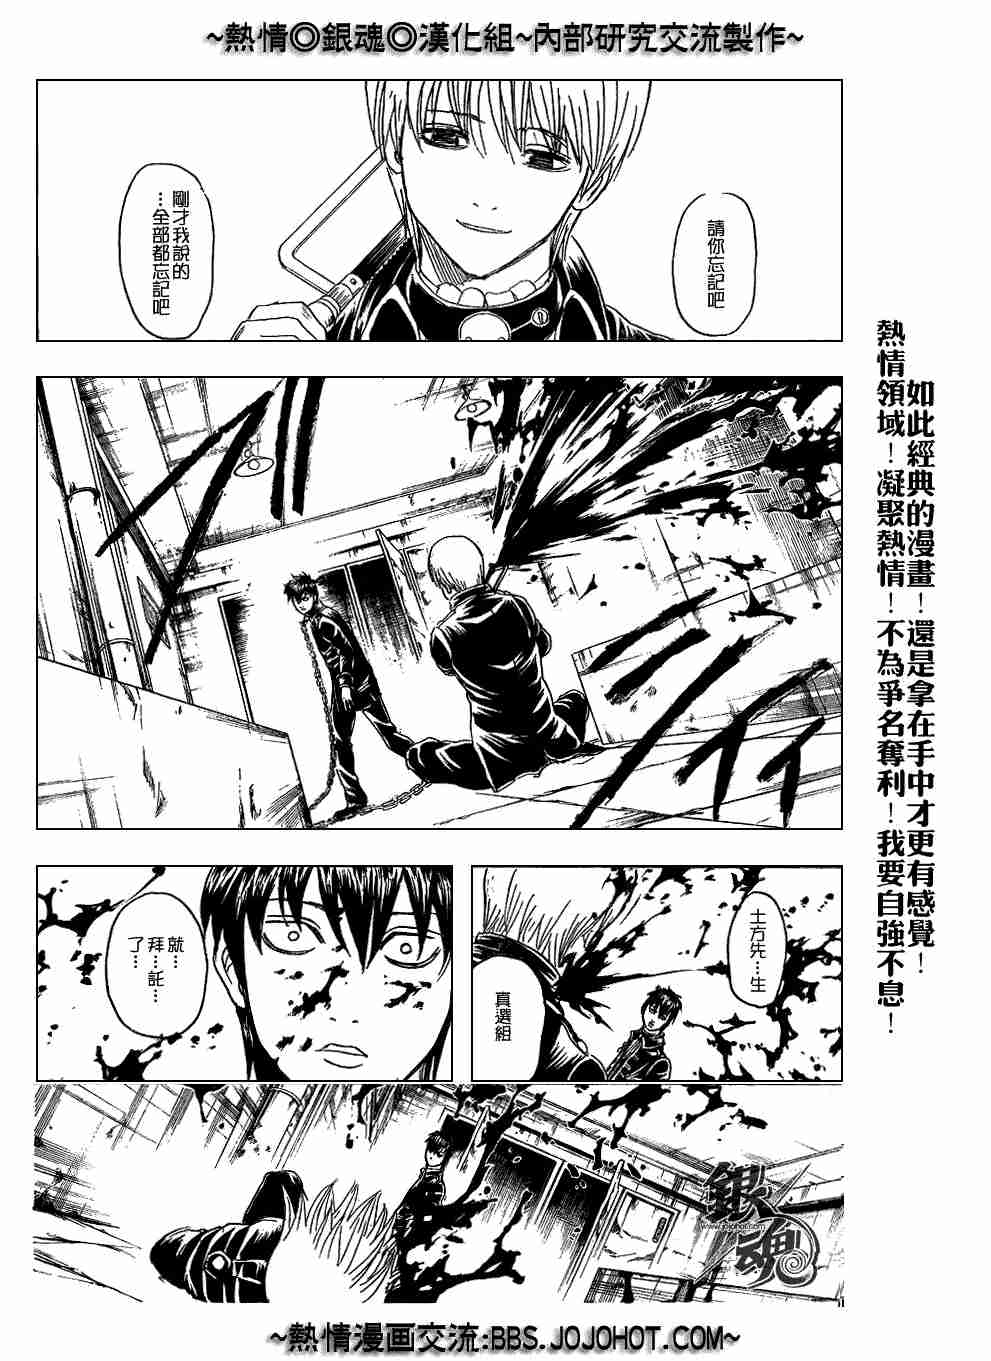 ~熱情◎銀魂◎漢化組~內部研究交流製作~
請你忘記吧
剛才我說的
…全部都忘記吧
如此經典的漫畫！還是拿在手中才更有感覺！
熱情領域！凝聚熱情！不為爭名奪利！我要自強不息！
土方先…生
真選組
就…
拜…託…
了…
銀魂
www.jojohot.com
~熱情漫画交流:BBS.JOJOHOT.COM~